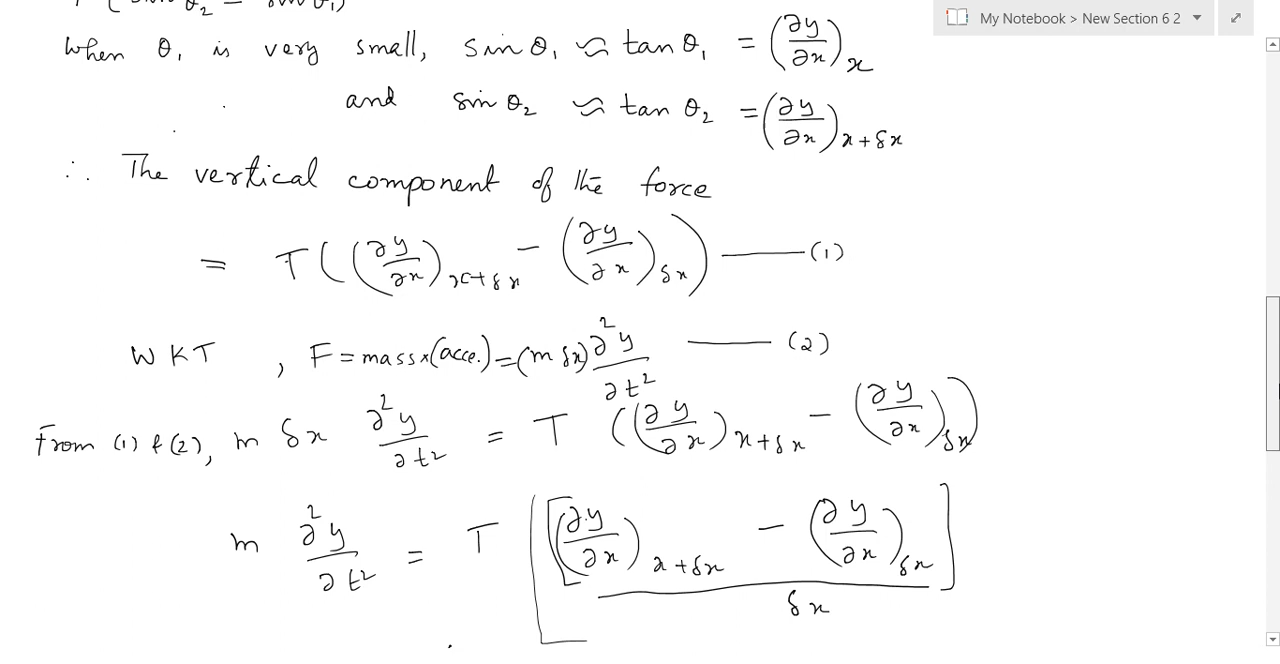 My Notebook > New Section 6 2
when θ₁ is very small, sin θ₁ ≈ tan θ₁ = (∂y/∂x)ₓ
and sin θ₂ ≈ tan θ₂ = (∂y/∂x)ₓ₊δₓ
∴ The vertical component of the force
= T((∂y/∂x)ₓ₊δₓ − (∂y/∂x)δₓ) —— (1)
WKT, F = mass×(acce.) = (m δx) ∂²y/∂t² —— (2)
From (1) & (2), m δx ∂²y/∂t² = T((∂y/∂x)ₓ₊δₓ − (∂y/∂x)δₓ)
m ∂²y/∂t² = T[[(∂y/∂x)ₓ₊δₓ − (∂y/∂x)δₓ]/δx